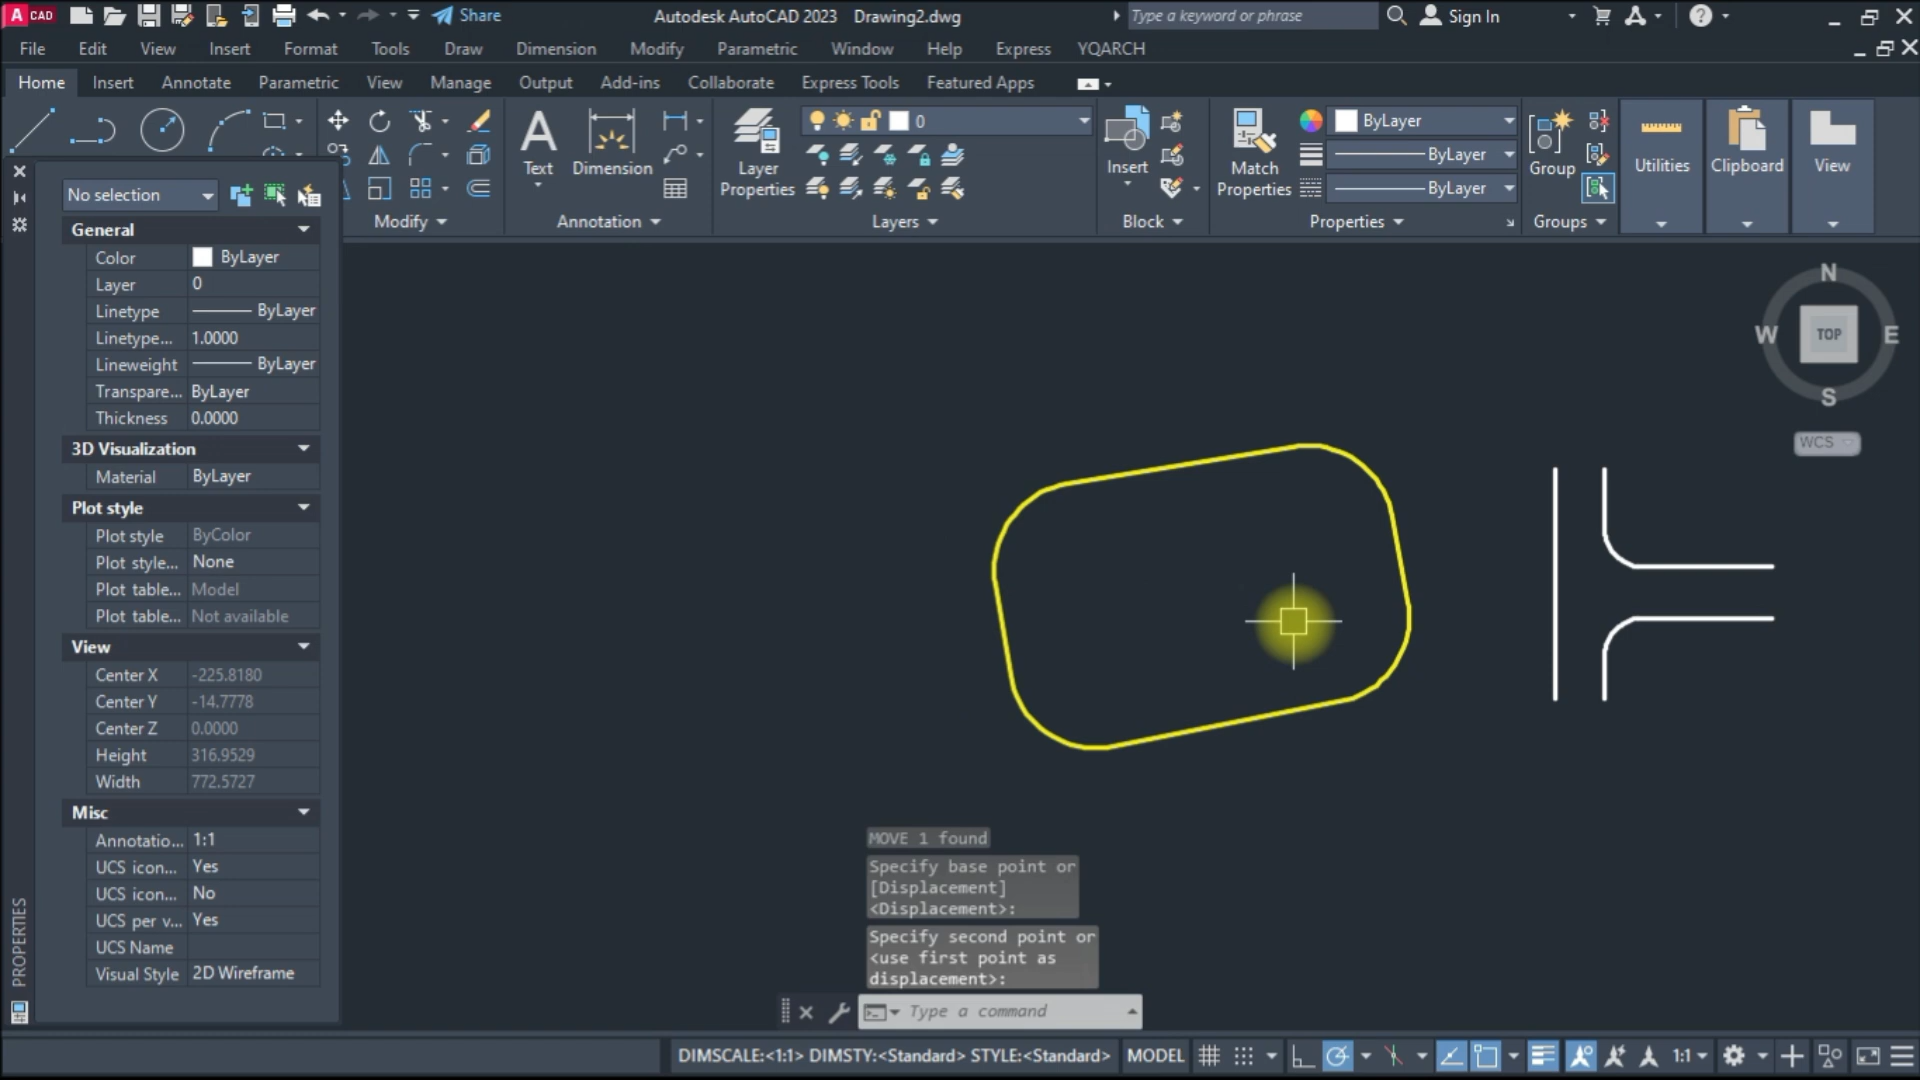 A CAD
Share
Autodesk AutoCAD 2023 Drawing2.dwg
Type a keyword or phrase
Sign In
File Edit View Insert Format Tools Draw Dimension Modify Parametric Window Help Express YQARCH
Home Insert Annotate Parametric View Manage Output Add-ins Collaborate Express Tools Featured Apps
0
ByLayer
ByLayer
ByLayer
Text
Dimension
Layer
Properties
Insert
Match
Properties
Group
Utilities
Clipboard
View
Modify
Annotation
Layers
Block
Properties
Groups
No selection
General
Color ByLayer
Layer 0
Linetype ByLayer
Linetype... 1.0000
Lineweight ByLayer
Transpare... ByLayer
Thickness 0.0000
3D Visualization
Material ByLayer
Plot style
Plot style ByColor
Plot style... None
Plot table... Model
Plot table... Not available
View
Center X -225.8180
Center Y -14.7778
Center Z 0.0000
Height 316.9529
Width 772.5727
Misc
Annotatio... 1:1
UCS icon... Yes
UCS icon... No
UCS per v... Yes
UCS Name
Visual Style 2D Wireframe
PROPERTIES
N
W TOP E
S
WCS
MOVE 1 found
Specify base point or
[Displacement]
<Displacement>:
Specify second point or
<use first point as
displacement>:
Type a command
DIMSCALE:<1:1> DIMSTY:<Standard> STYLE:<Standard>
MODEL
1:1